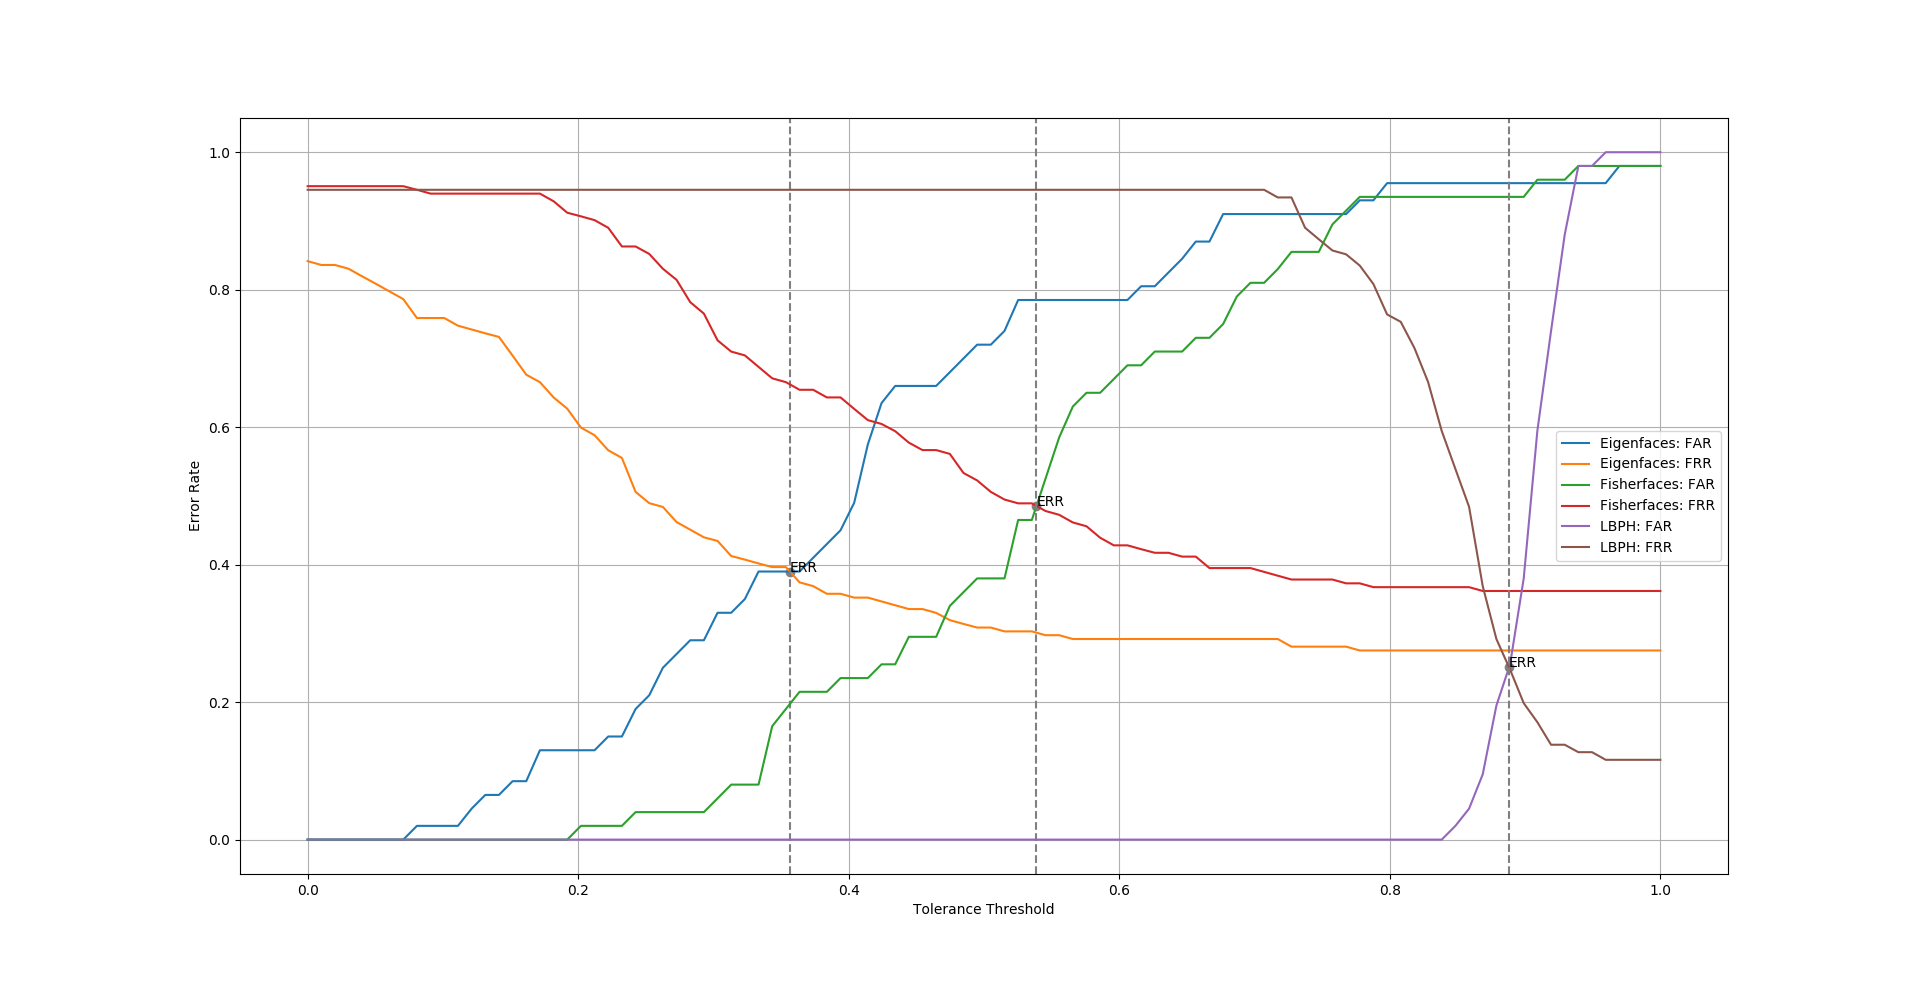 1.0
0.8
0.6
0.4
0.2
0.0
Error Rate
ERR
ERR
ERR
Eigenfaces: FAR
Eigenfaces: FRR
Fisherfaces: FAR
Fisherfaces: FRR
LBPH: FAR
LBPH: FRR
0.0 0.2 0.4 0.6 0.8 1.0
Tolerance Threshold